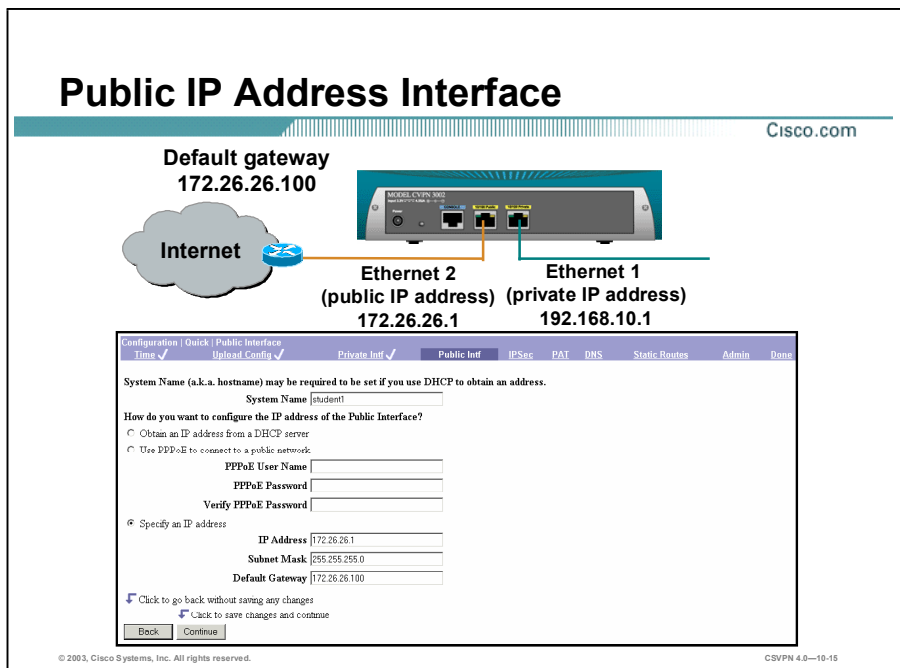 Public IP Address Interface
Cisco.com
Default gateway
172.26.26.100
MODEL CVPN 3002
Power
CONSOLE
Internet
Ethernet 2
(public IP address)
172.26.26.1
Ethernet 1
(private IP address)
192.168.10.1
Configuration | Quick | Public Interface
Time ✓ Upload Config ✓ Private Intf ✓ Public Intf IPSec PAT DNS Static Routes Admin Done
System Name (a.k.a. hostname) may be required to be set if you use DHCP to obtain an address.
System Name student1
How do you want to configure the IP address of the Public Interface?
Obtain an IP address from a DHCP server
Use PPPoE to connect to a public network
PPPoE User Name
PPPoE Password
Verify PPPoE Password
Specify an IP address
IP Address 172.26.26.1
Subnet Mask 255.255.255.0
Default Gateway 172.26.26.100
Click to go back without saving any changes
Click to save changes and continue
Back Continue
© 2003, Cisco Systems, Inc. All rights reserved.
CSVPN 4.0—10-15